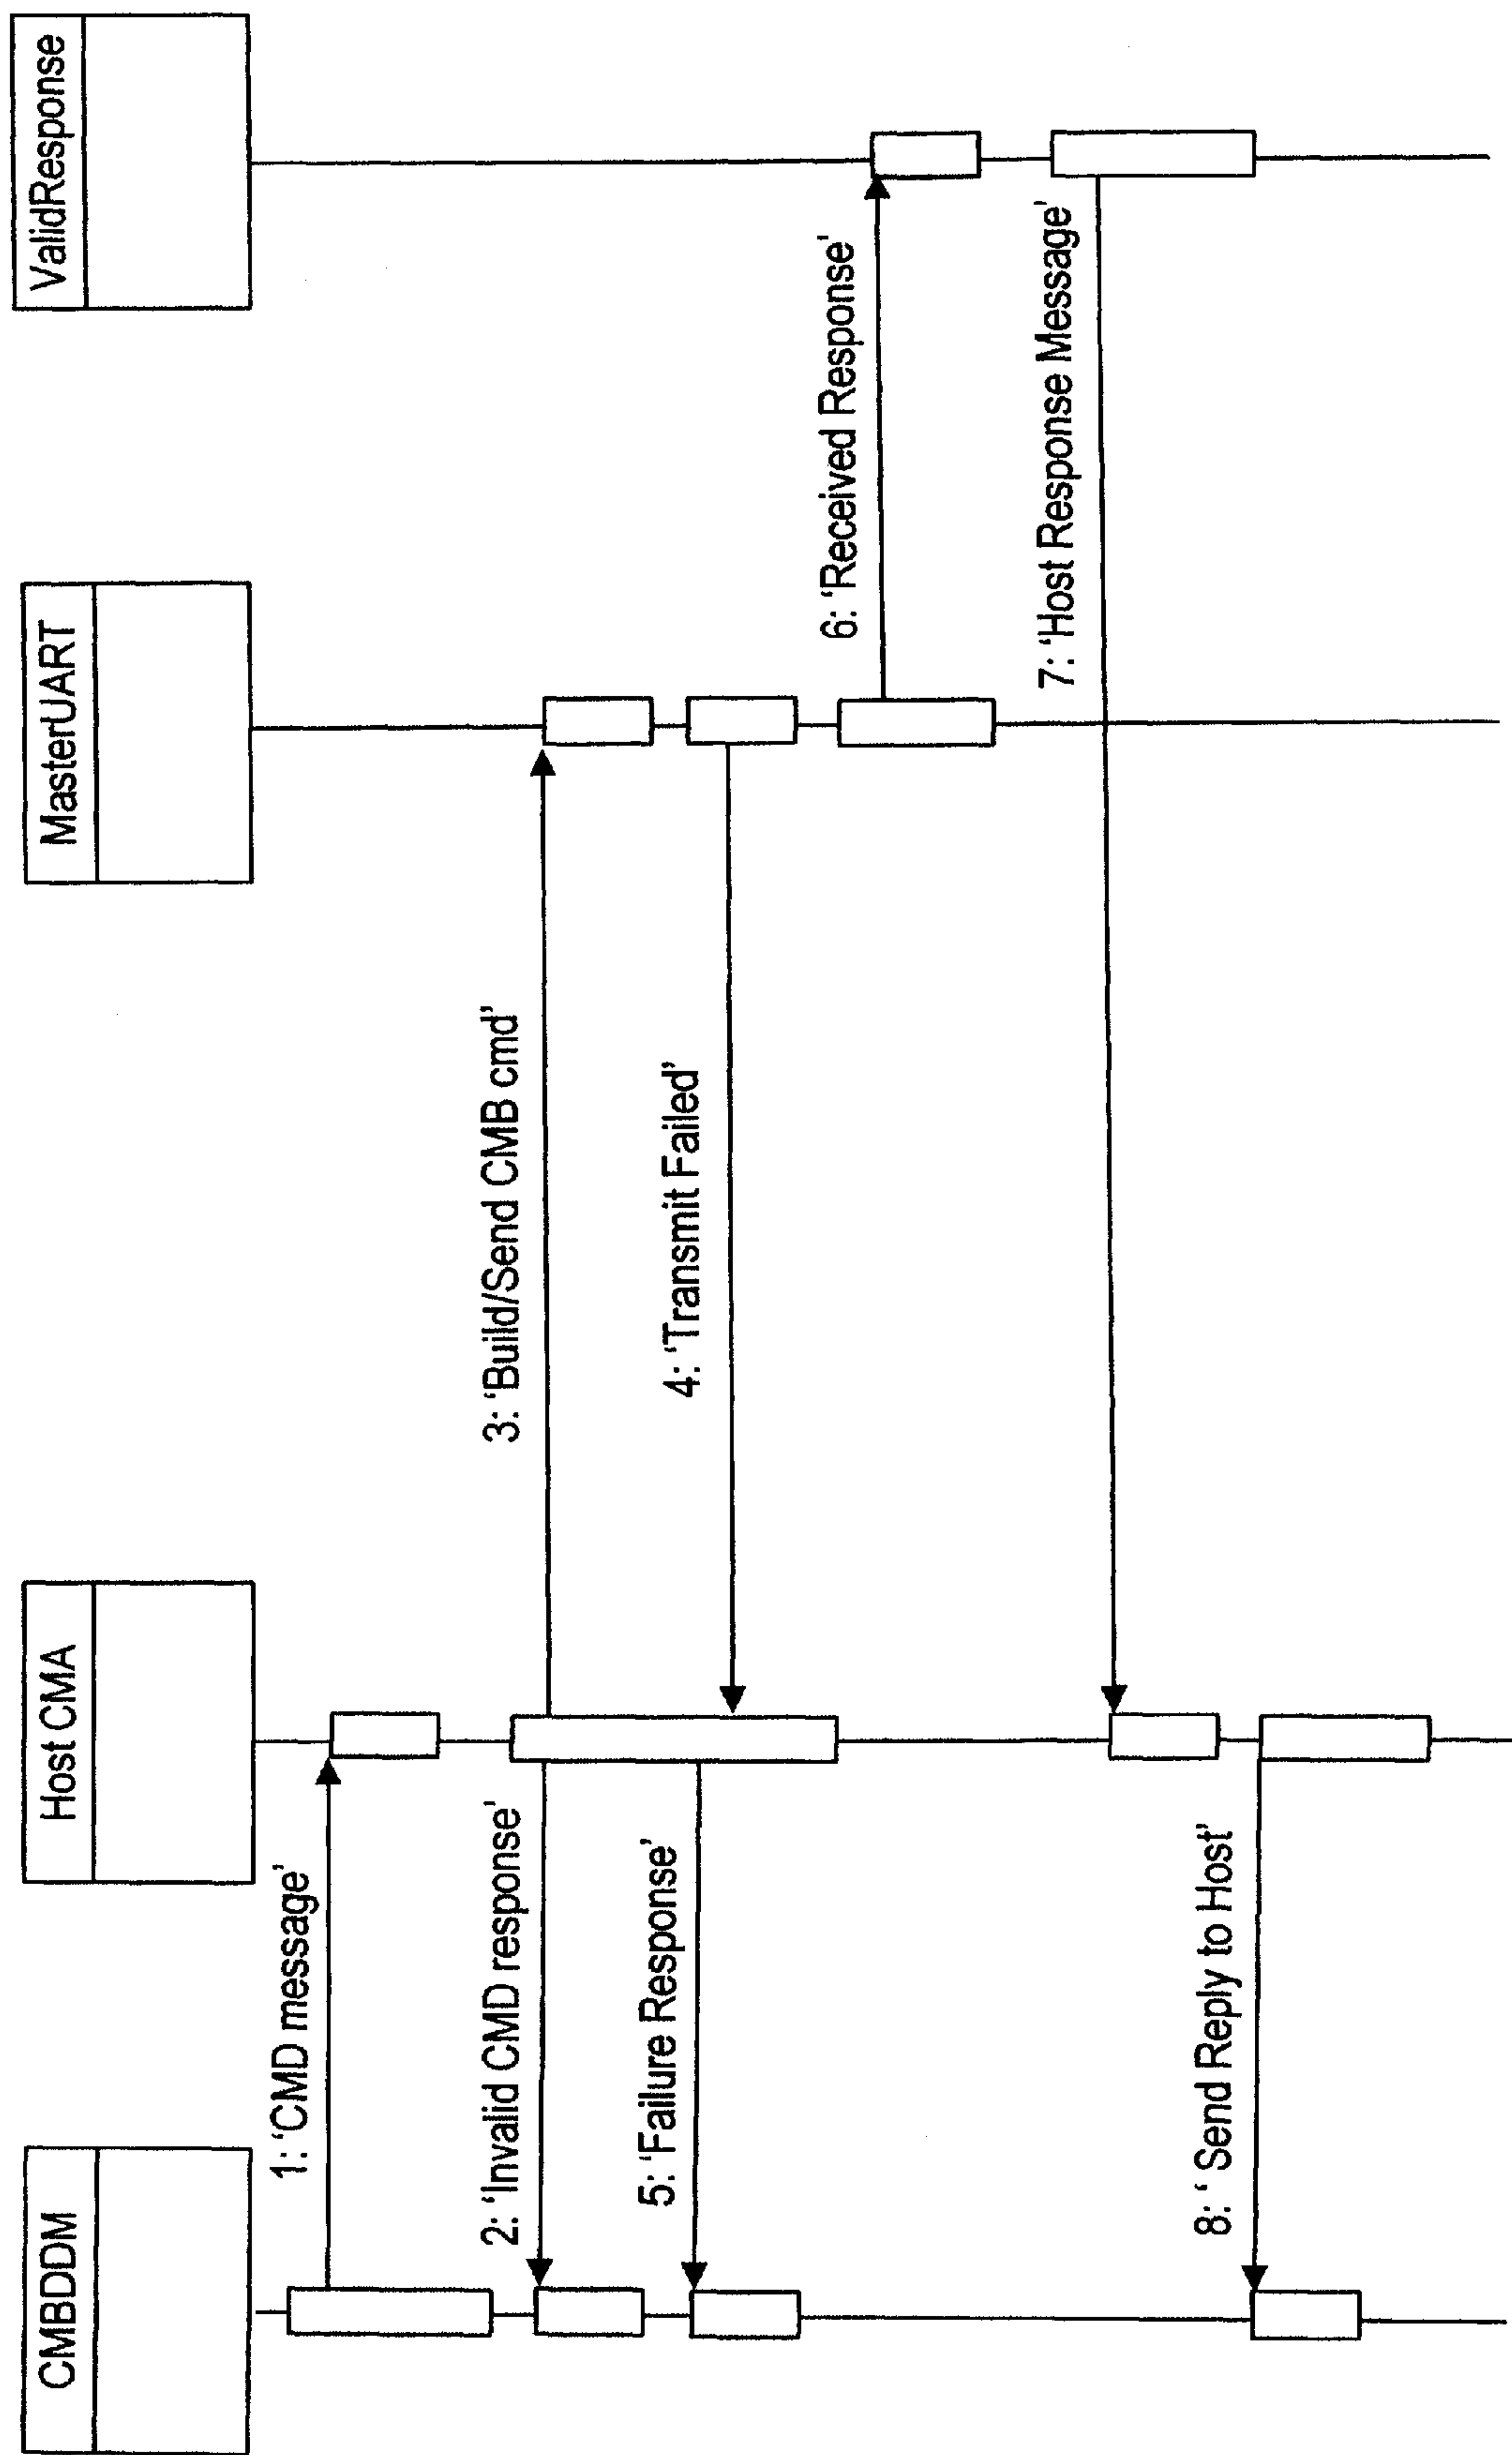 CMBDDM
Host CMA
MasterUART
ValidResponse
1: ‘CMD message’
2: ‘Invalid CMD response’
3: ‘Build/Send CMB cmd’
4: ‘Transmit Failed’
5: ‘Failure Response’
6: ‘Received Response’
7: ‘Host Response Message’
8: ‘ Send Reply to Host’